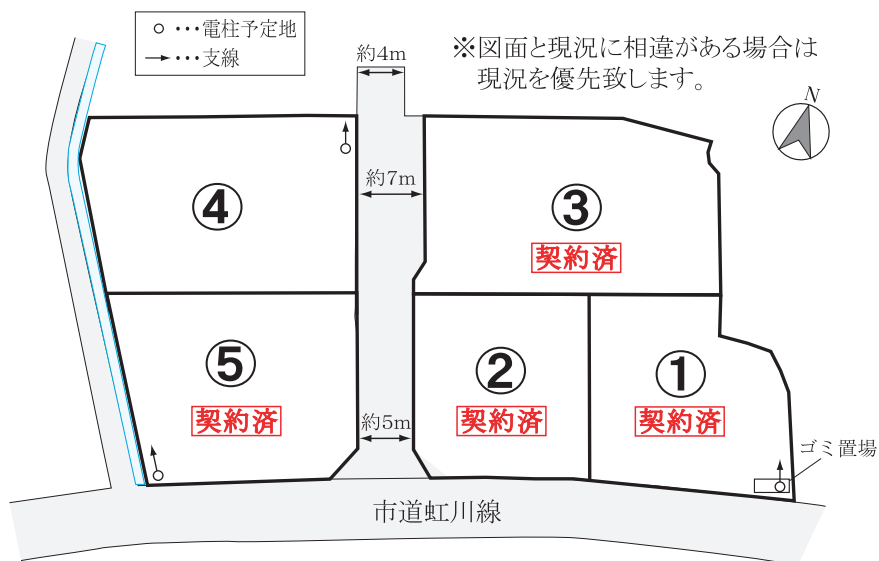 ○ ･･･電柱予定地
→ ･･･支線
約4m
※図面と現況に相違がある場合は
現況を優先致します。
N
約7m
④
③
契約済
⑤
契約済
②
契約済
①
契約済
約5m
ゴミ置場
市道虹川線